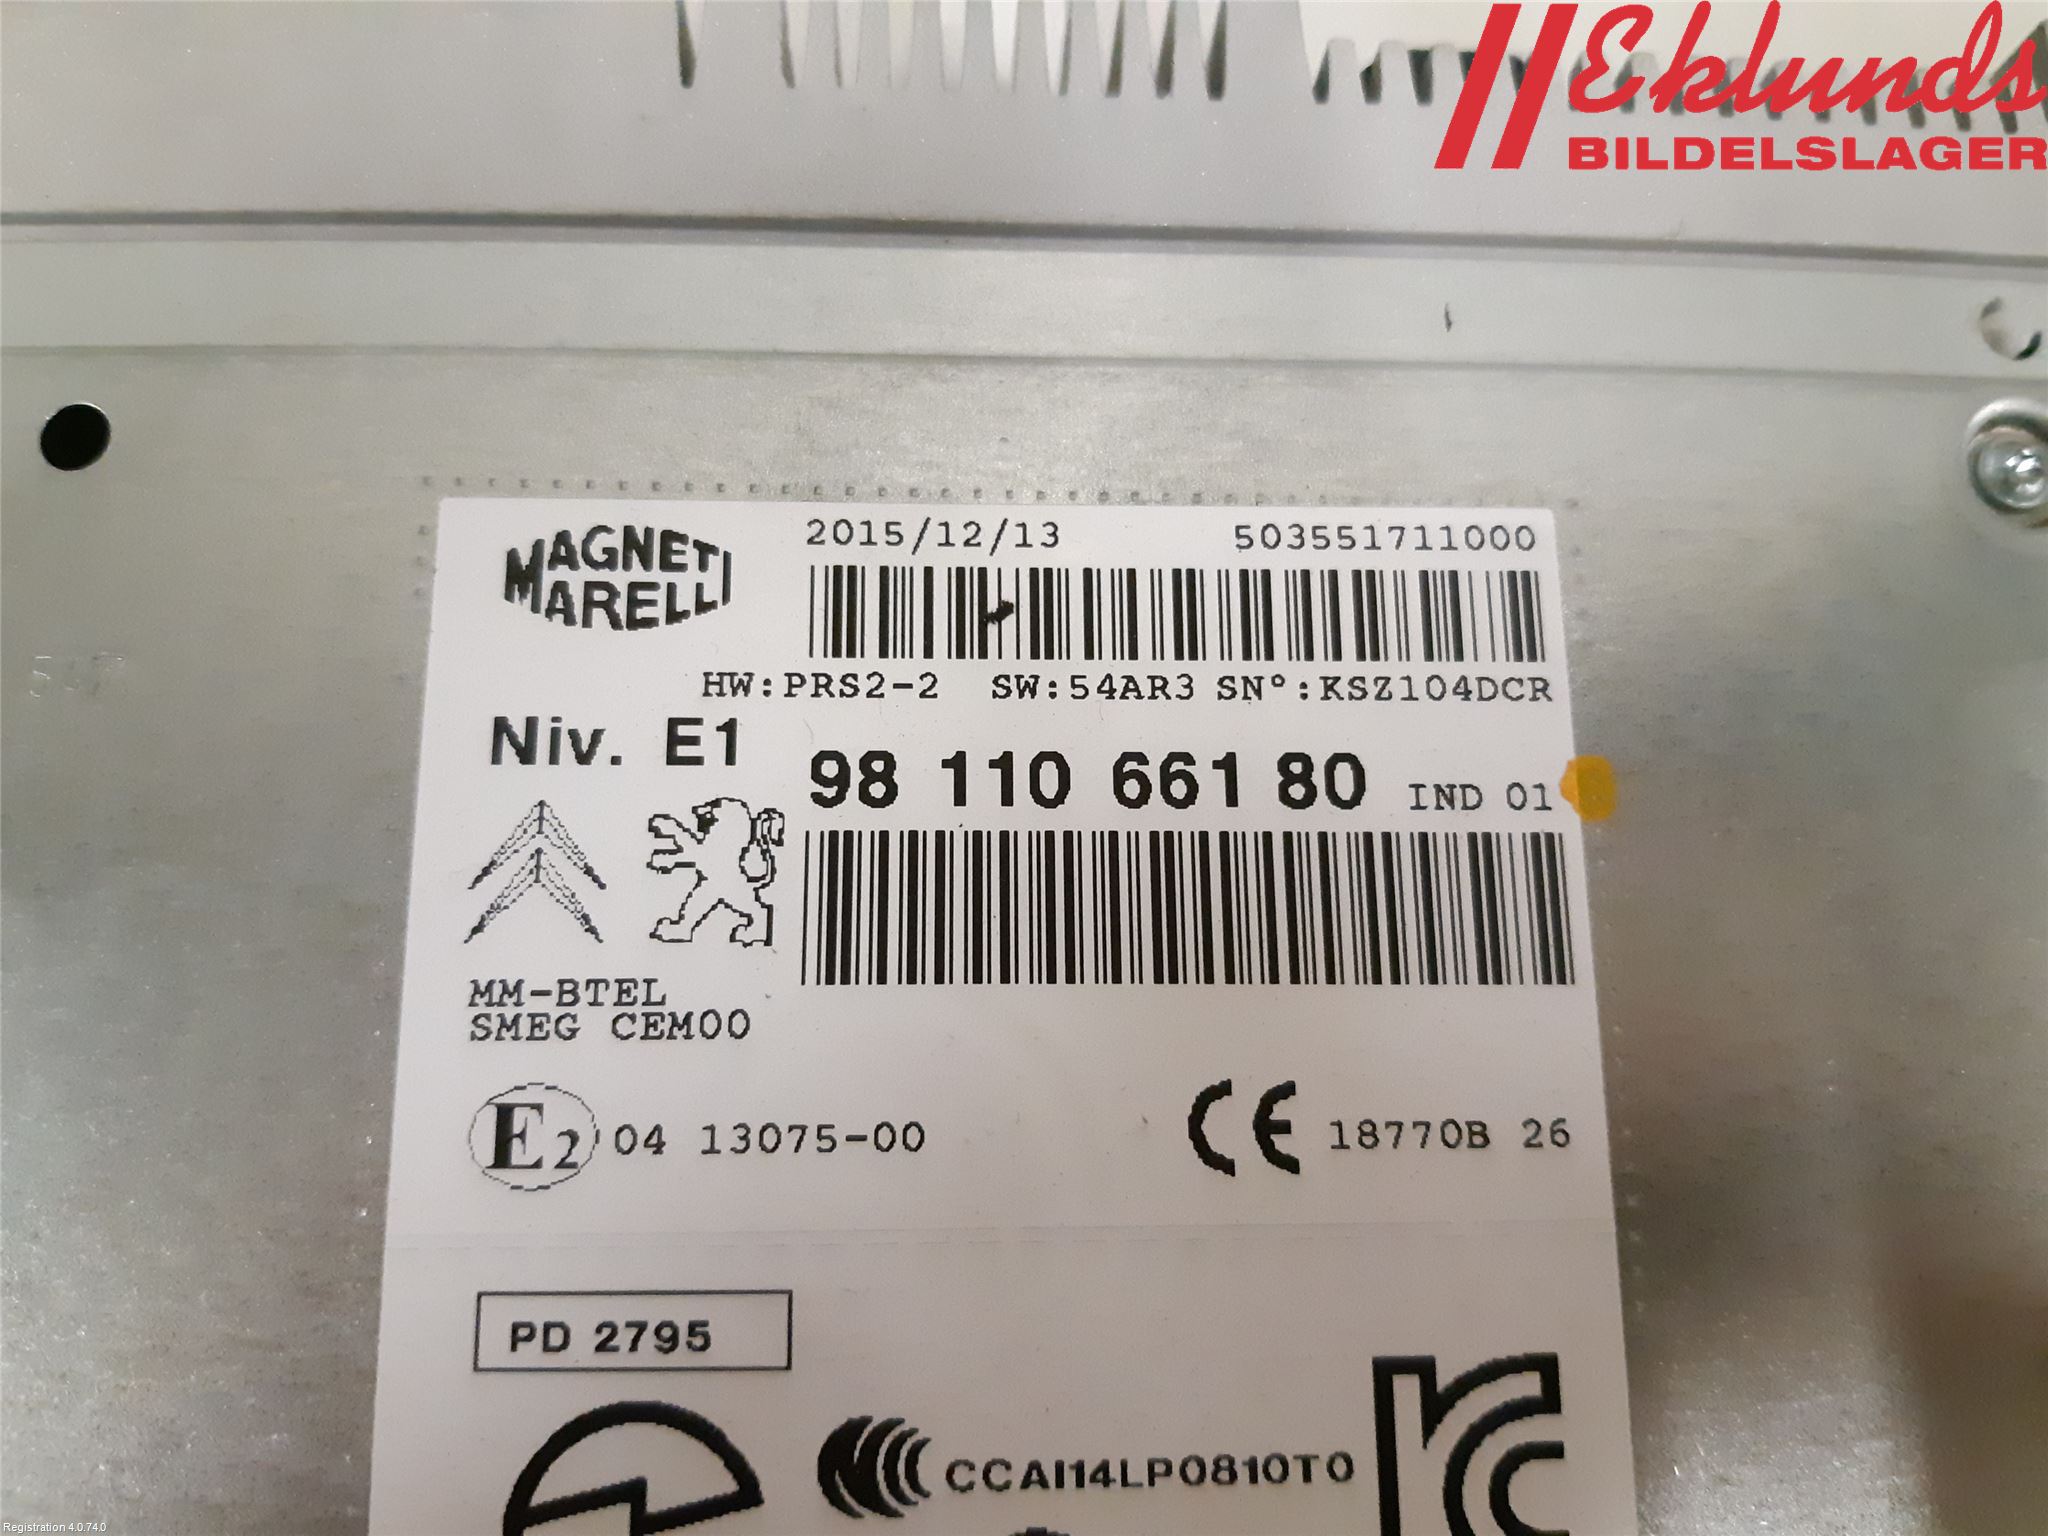 Eklunds
BILDELSLAGER
MAGNETI
MARELLI
2015/12/13 503551711000
HW:PRS2-2 SW:54AR3 SN°:KSZ104DCR
Niv. E1
98 110 661 80 IND 01
MM-BTEL
SMEG CEM00
E2 04 13075-00
CE 18770B 26
PD 2795
CCAI14LP0810T0
Registration 4.0.74.0